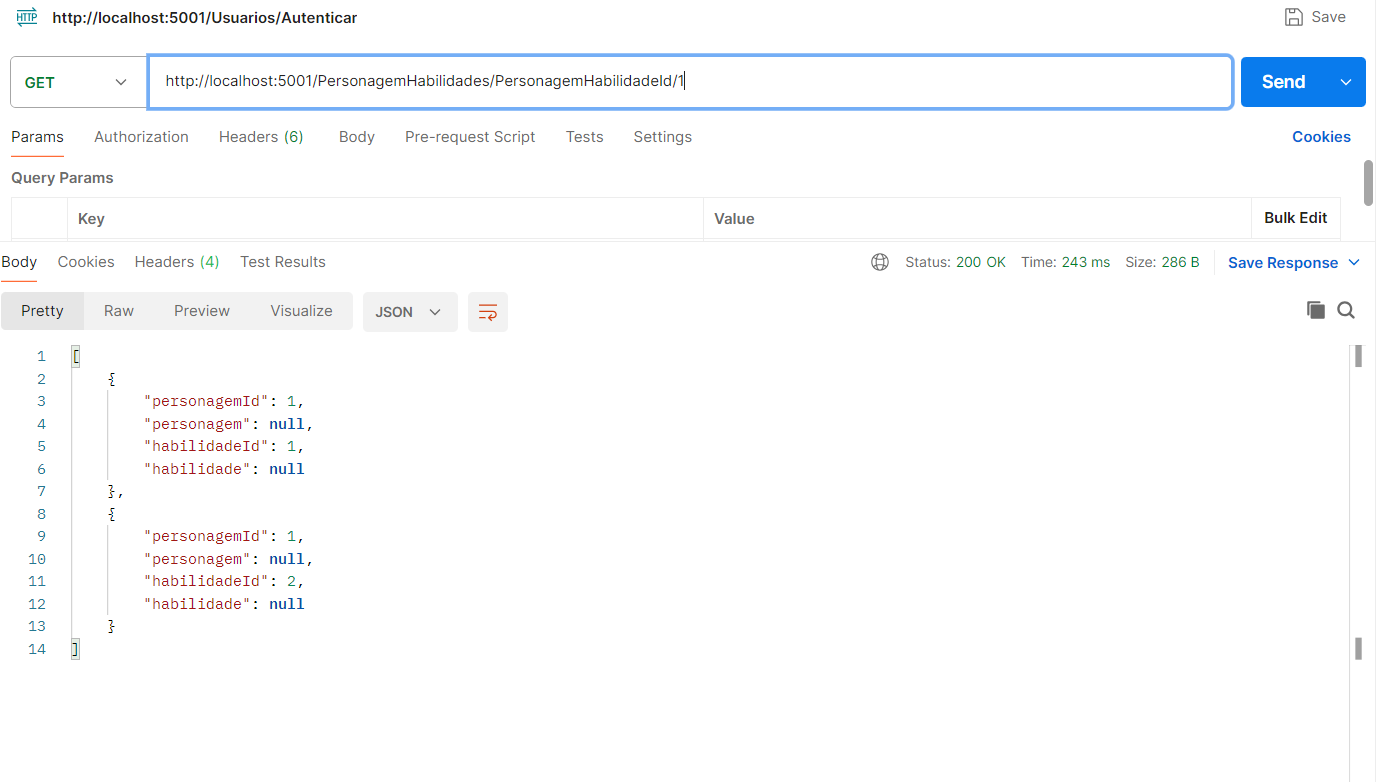 HTTP http://localhost:5001/Usuarios/Autenticar Save
GET http://localhost:5001/PersonagemHabilidades/PersonagemHabilidadeId/1 Send
Params Authorization Headers (6) Body Pre-request Script Tests Settings Cookies
Query Params
Key Value Bulk Edit
Body Cookies Headers (4) Test Results Status: 200 OK Time: 243 ms Size: 286 B Save Response
Pretty Raw Preview Visualize JSON
1 [
2 {
3 "personagemId": 1,
4 "personagem": null,
5 "habilidadeId": 1,
6 "habilidade": null
7 },
8 {
9 "personagemId": 1,
10 "personagem": null,
11 "habilidadeId": 2,
12 "habilidade": null
13 }
14 ]